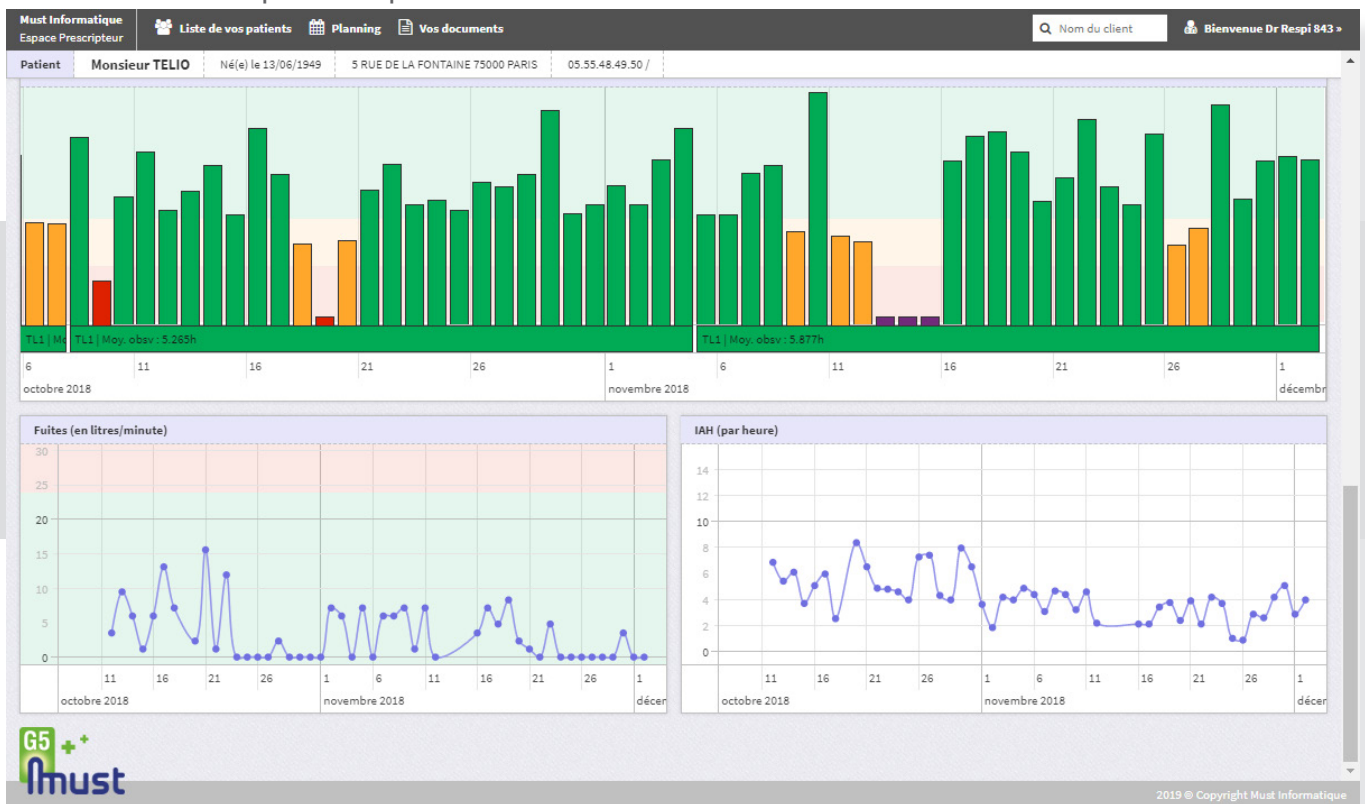 Must Informatique
Espace Prescripteur
Liste de vos patients
Planning
Vos documents
Nom du client
Bienvenue Dr Respi 843 »
Patient
Monsieur TELIO
Né(e) le 13/06/1949
5 RUE DE LA FONTAINE 75000 PARIS
05.55.48.49.50 /
TL1 | Mo
TL1 | Moy. obsv : 5.265h
TL1 | Moy. obsv : 5.877h
6 11 16 21 26 1 6 11 16 21 26 1
octobre 2018 novembre 2018 décembr
Fuites (en litres/minute)
30
25
20
15
10
5
0
11 16 21 26 1 6 11 16 21 26 1
octobre 2018 novembre 2018 décer
IAH (par heure)
14
12
10
8
6
4
2
0
11 16 21 26 1 6 11 16 21 26 1
octobre 2018 novembre 2018 décer
G5
must
2019 © Copyright Must Informatique